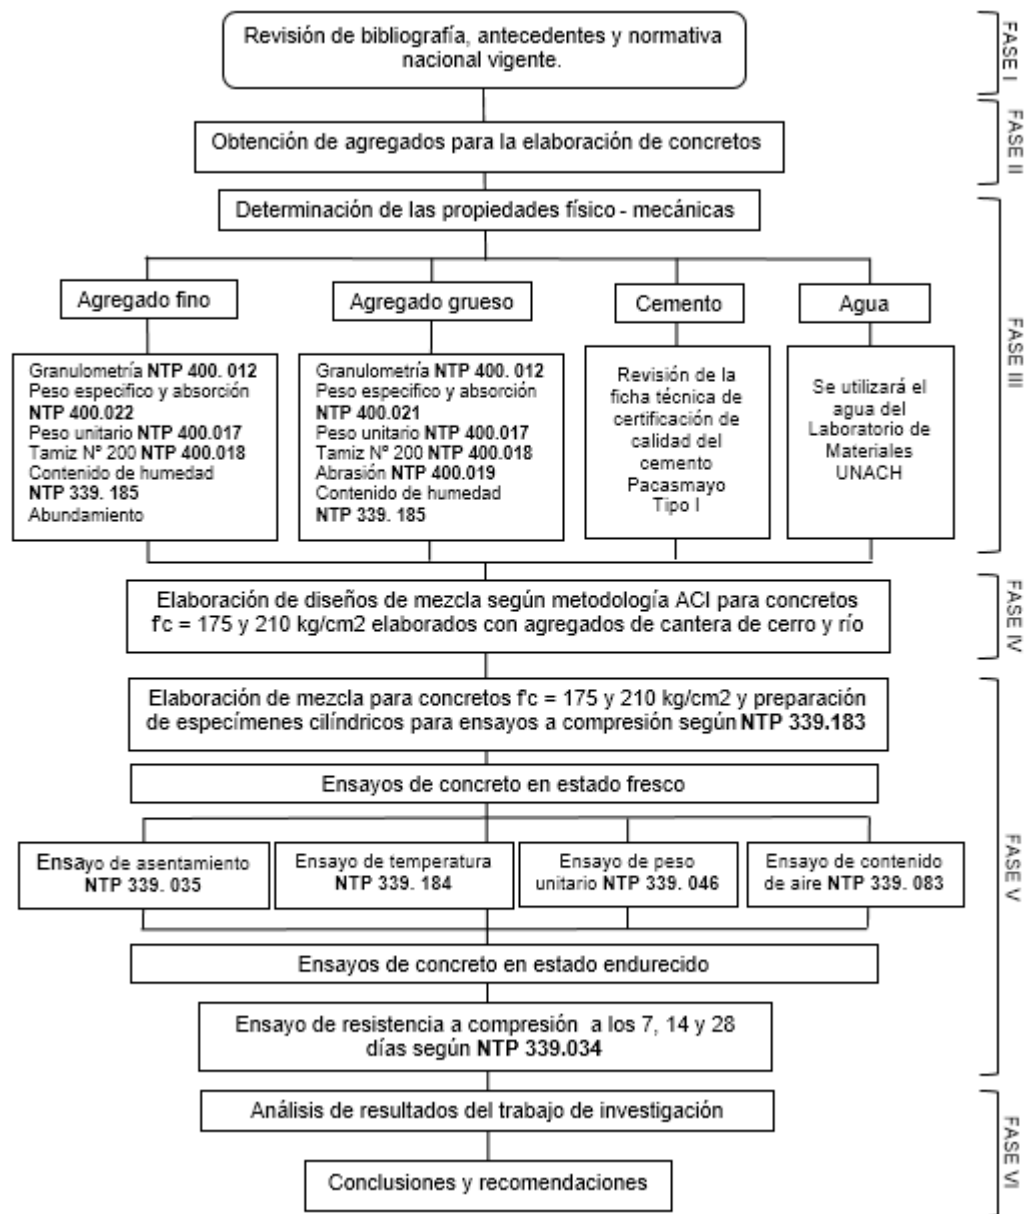 Revisión de bibliografía, antecedentes y normativa
nacional vigente.
FASE I
Obtención de agregados para la elaboración de concretos
FASE II
Determinación de las propiedades físico - mecánicas
Agregado fino
Granulometría NTP 400. 012
Peso especifico y absorción
NTP 400.022
Peso unitario NTP 400.017
Tamiz Nº 200 NTP 400.018
Contenido de humedad
NTP 339. 185
Abundamiento
Agregado grueso
Granulometría NTP 400. 012
Peso especifico y absorción
NTP 400.021
Peso unitario NTP 400.017
Tamiz Nº 200 NTP 400.018
Abrasión NTP 400.019
Contenido de humedad
NTP 339. 185
Cemento
Revisión de la
ficha técnica de
certificación de
calidad del
cemento
Pacasmayo
Tipo I
Agua
Se utilizará el
agua del
Laboratorio de
Materiales
UNACH
FASE III
Elaboración de diseños de mezcla según metodología ACI para concretos
f'c = 175 y 210 kg/cm2 elaborados con agregados de cantera de cerro y río
FASE IV
Elaboración de mezcla para concretos f'c = 175 y 210 kg/cm2 y preparación
de especímenes cilíndricos para ensayos a compresión según NTP 339.183
Ensayos de concreto en estado fresco
Ensayo de asentamiento
NTP 339. 035
Ensayo de temperatura
NTP 339. 184
Ensayo de peso
unitario NTP 339. 046
Ensayo de contenido
de aire NTP 339. 083
Ensayos de concreto en estado endurecido
Ensayo de resistencia a compresión a los 7, 14 y 28
días según NTP 339.034
FASE V
Análisis de resultados del trabajo de investigación
Conclusiones y recomendaciones
FASE VI